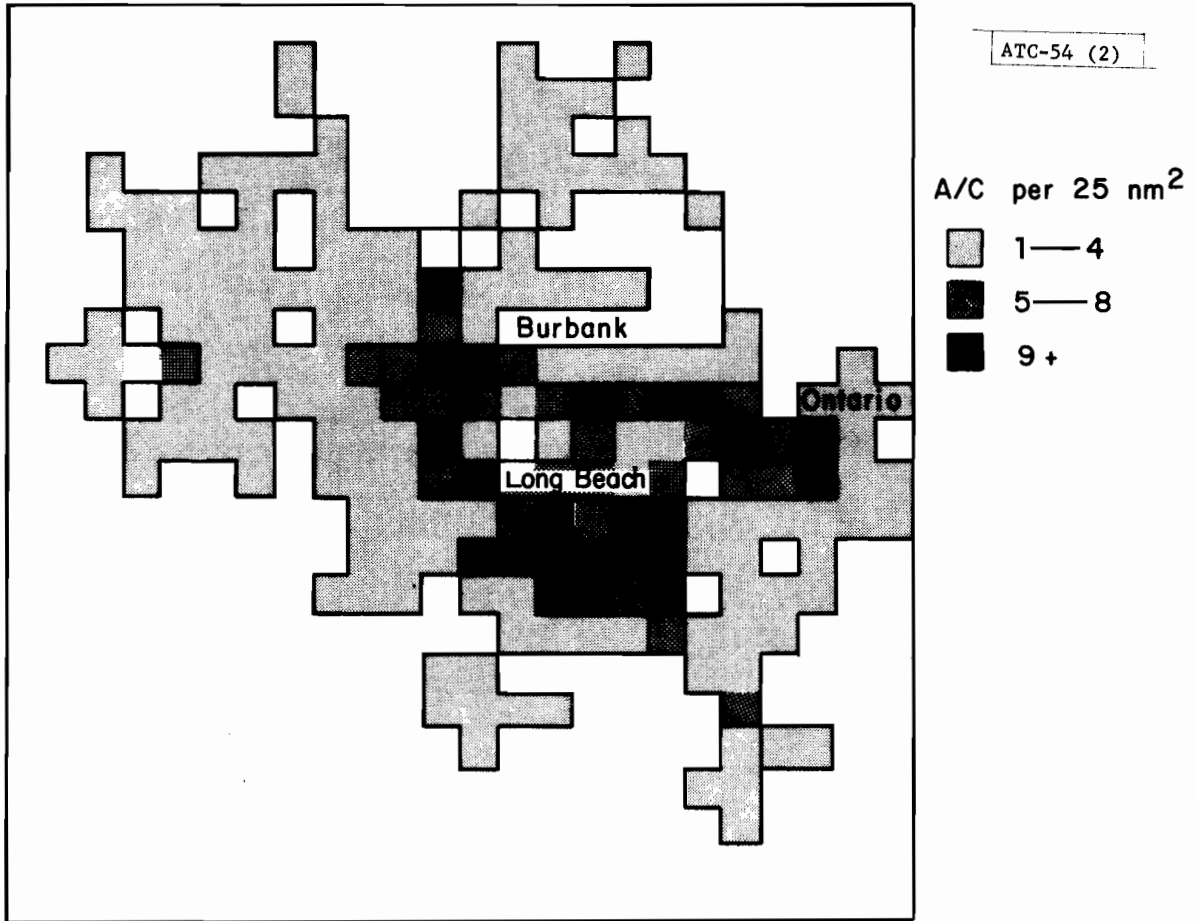 ATC-54 (2)
A/C per 25 nm²
1—4
5—8
9+
Burbank
Ontario
Long Beach